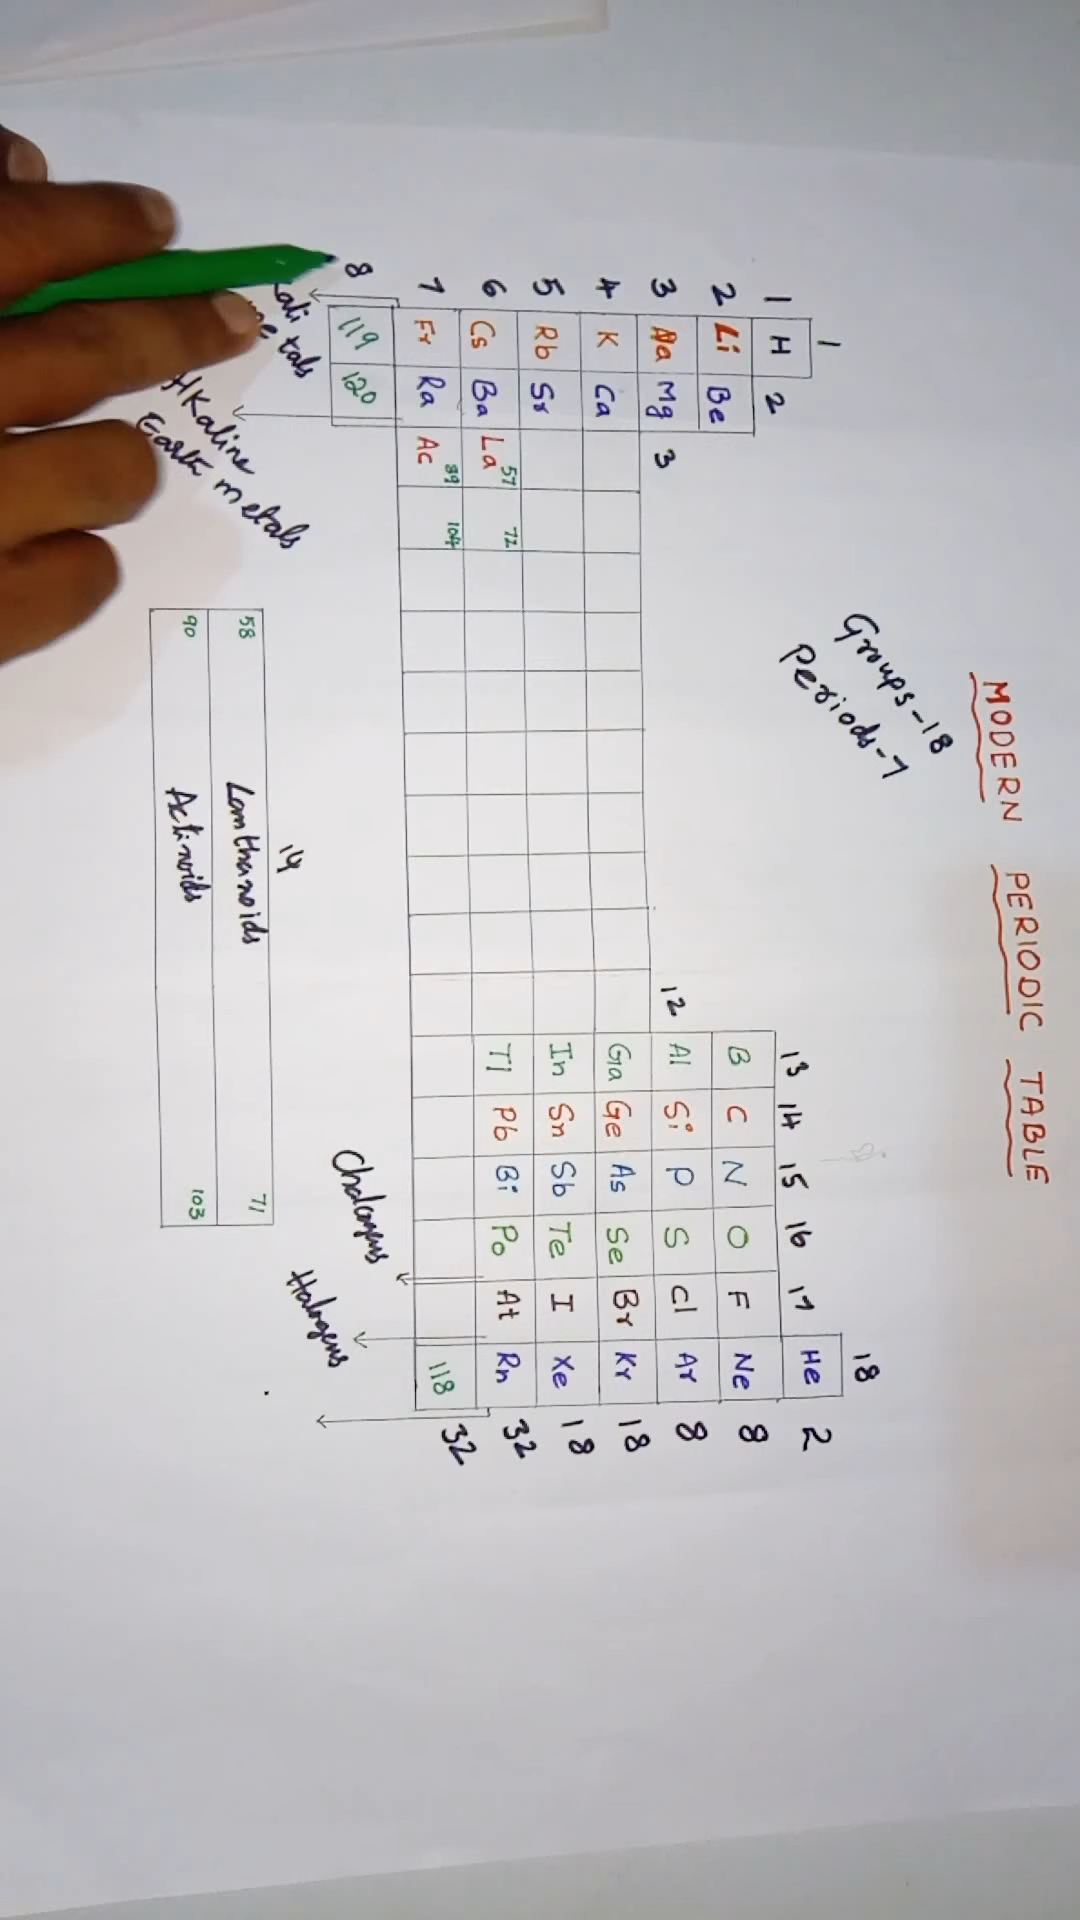 MODERN PERIODIC TABLE
Groups-18
Periods-7
1 18
1 H 2 13 14 15 16 17 He 2
2 Li Be B C N O F Ne 8
3 Na Mg 3 12 Al Si P S Cl Ar 8
4 K Ca Ga Ge As Se Br Kr 18
5 Rb Sr In Sn Sb Te I Xe 18
6 Cs Ba La 57 72 Tl Pb Bi Po At Rn 32
7 Fr Ra Ac 89 104 118 32
8 119 120
tals
Alkaline
Earth metals
Chalcogens
Halogens
14
58 Lanthanoids 71
90 Actinoids 103